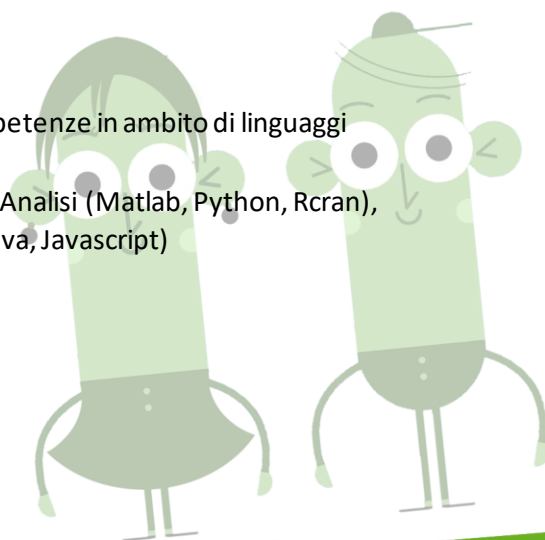 petenze in ambito di linguaggi
Analisi (Matlab, Python, Rcran),
va, Javascript)